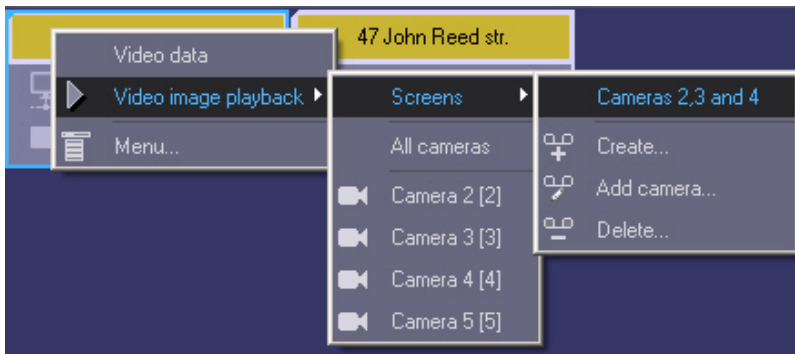 47 John Reed str.
Video data
Video image playback
Menu...
Screens
All cameras
Camera 2 [2]
Camera 3 [3]
Camera 4 [4]
Camera 5 [5]
Cameras 2,3 and 4
Create...
Add camera...
Delete...